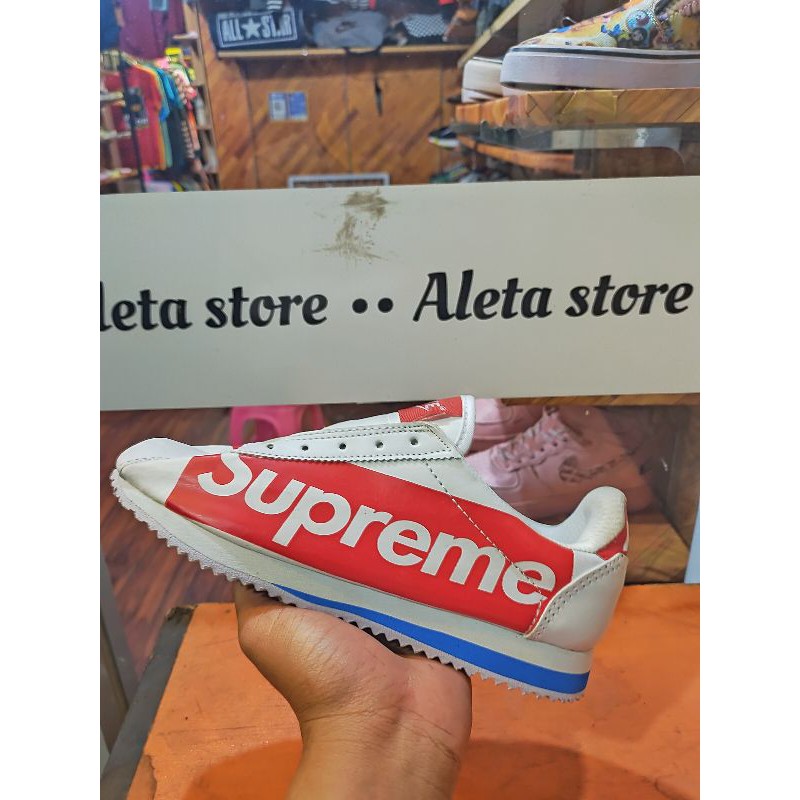 ALL★STAR
leta store •• Aleta store
Supreme